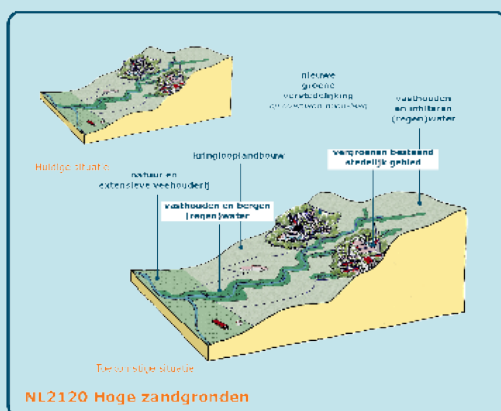 nieuwe
groene
verstedelijking
vasthouden
en infiltreren
(regen)water
Huidige situatie
kringlooplandbouw
vergroenen bestaand
stedelijk gebied
natuur en
extensieve veehouderij
vasthouden en bergen
(regen)water
Toekomstige situatie
NL2120 Hoge zandgronden